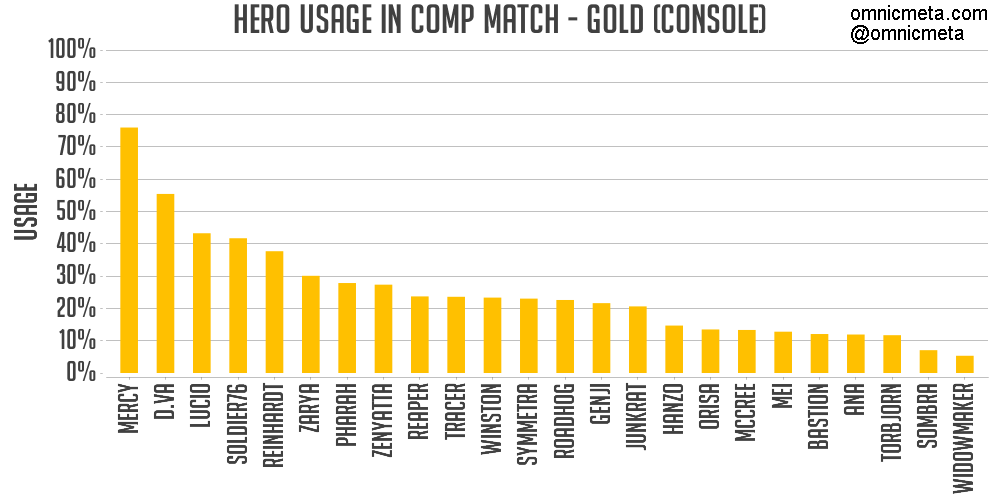 HERO USAGE IN COMP MATCH - GOLD (CONSOLE)
omnicmeta.com
@omnicmeta
100%
90%
80%
70%
60%
50%
40%
30%
20%
10%
0%
USAGE
MERCY
D.VA
LUCIO
SOLDIER76
REINHARDT
ZARYA
PHARAH
ZENYATTA
REAPER
TRACER
WINSTON
SYMMETRA
ROADHOG
GENJI
JUNKRAT
HANZO
ORISA
MCCREE
MEI
BASTION
ANA
TORBJORN
SOMBRA
WIDOWMAKER